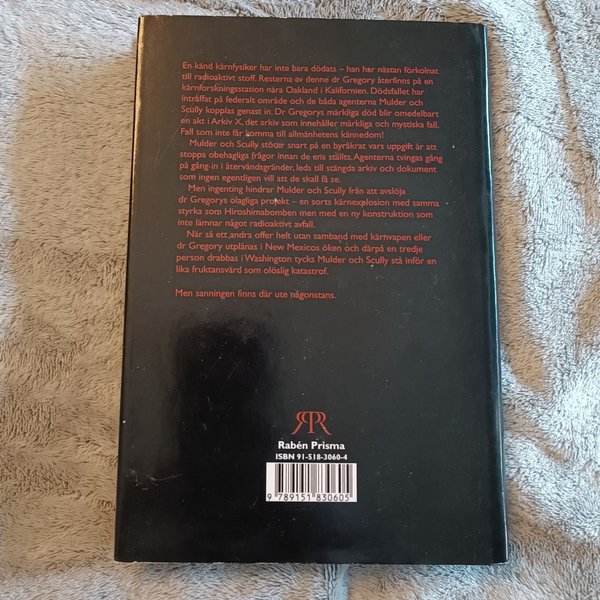 En känd kärnfysiker har inte bara dödats – han har nästan förkolnat
till radioaktivt stoff. Resterna av denne dr Gregory återfinns på en
kärnforskningsstation nära Oakland i Kalifornien. Dödsfallet har
inträffat på federalt område och de båda agenterna Mulder och
Scully kopplas genast in. Dr Gregorys märkliga död blir omedelbart
en akt i Arkiv X, det arkiv som innehåller märkliga och mystiska fall.
Fall som inte får komma till allmänhetens kännedom!
Mulder och Scully stöter snart på en byråkrat vars uppgift är att
stoppa obehagliga frågor innan de ens ställts. Agenterna tvingas gång
på gång in i återvändsgränder, leds till stängda arkiv och dokument
som ingen egentligen vill att de skall få se.
Men ingenting hindrar Mulder och Scully från att avslöja
dr Gregorys olagliga projekt – en sorts kärnexplosion med samma
styrka som Hiroshimabomben men med en ny konstruktion som
inte lämnar något radioaktivt avfall.
När så ett andra offer helt utan samband med kärnvapen eller
dr Gregory utplånas i New Mexicos öken och därpå en tredje
person drabbas i Washington tycks Mulder och Scully stå inför en
lika fruktansvärd som olöslig katastrof.
Men sanningen finns där ute någonstans.
RPR
Rabén Prisma
ISBN 91-518-3060-4
9 789151 830605